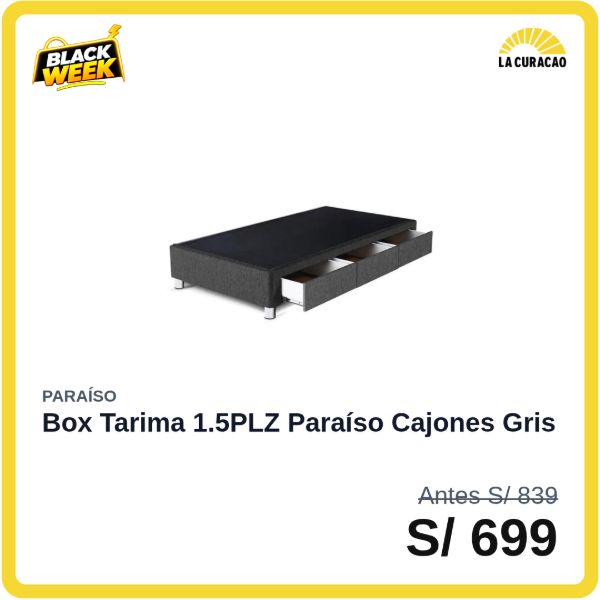 BLACK
WEEK
LA CURACAO
PARAÍSO
Box Tarima 1.5PLZ Paraíso Cajones Gris
Antes S/ 839
S/ 699